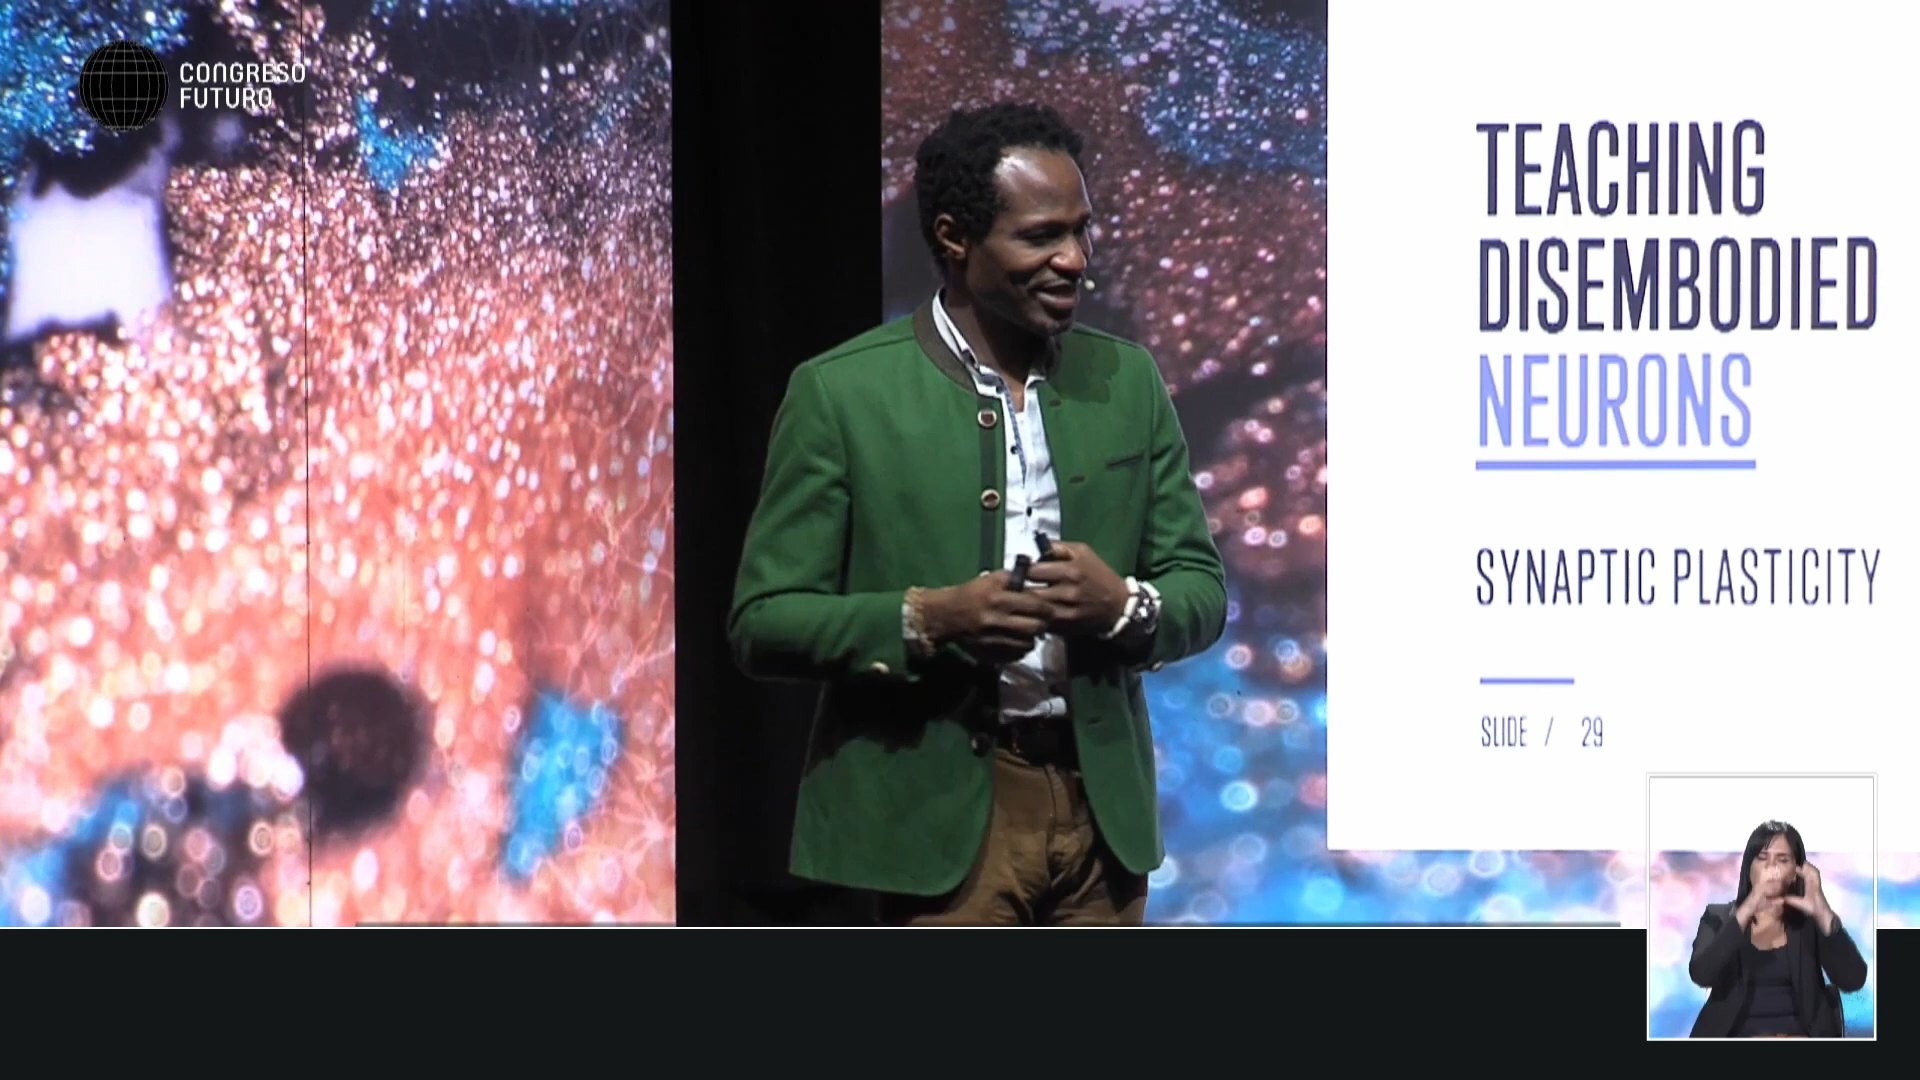 CONGRESO
FUTURO
TEACHING
DISEMBODIED
NEURONS
SYNAPTIC PLASTICITY
SLIDE / 29